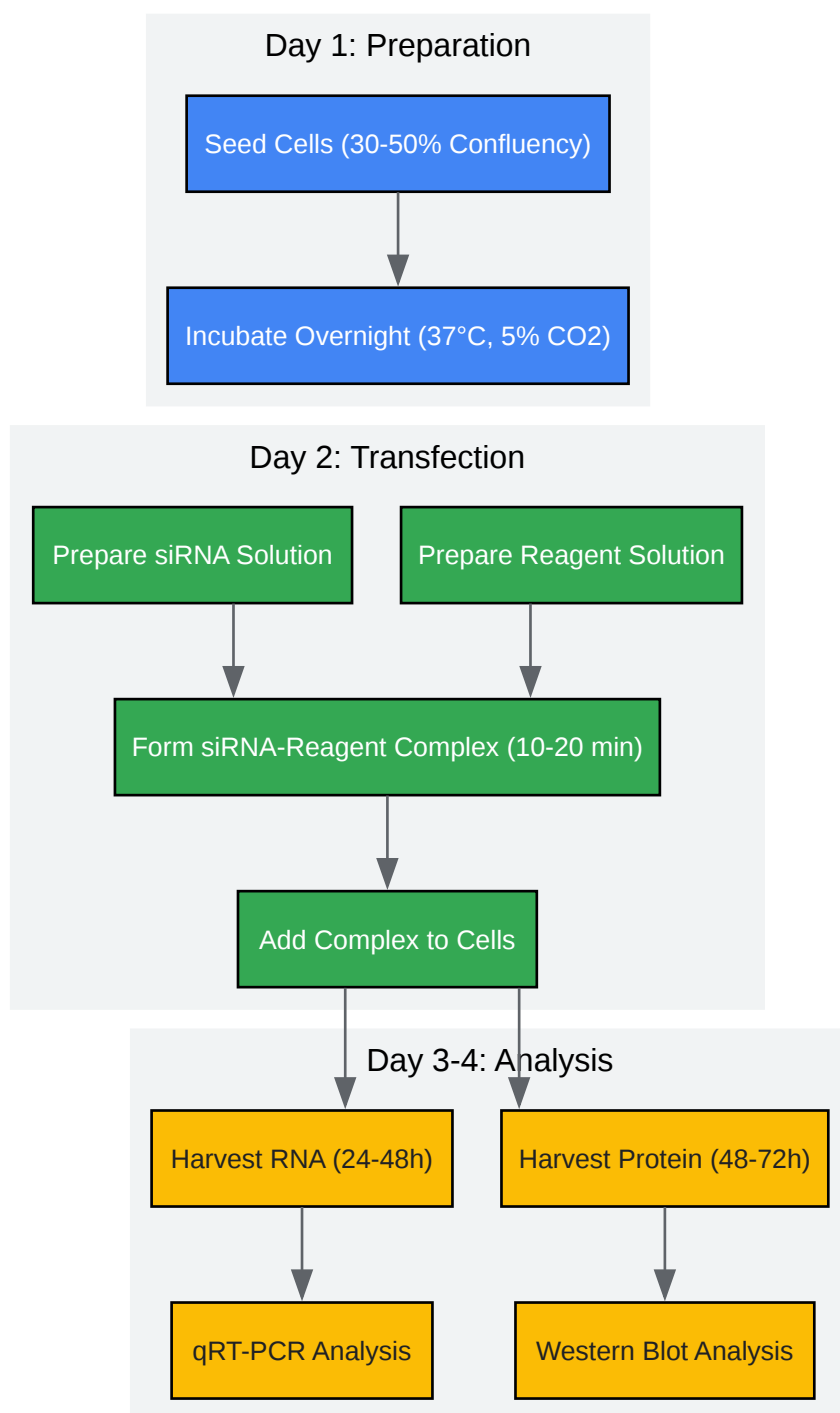 Day 1: Preparation
Seed Cells (30-50% Confluency)
Incubate Overnight (37°C, 5% CO2)
Day 2: Transfection
Prepare siRNA Solution
Prepare Reagent Solution
Form siRNA-Reagent Complex (10-20 min)
Add Complex to Cells
Day 3-4: Analysis
Harvest RNA (24-48h)
Harvest Protein (48-72h)
qRT-PCR Analysis
Western Blot Analysis